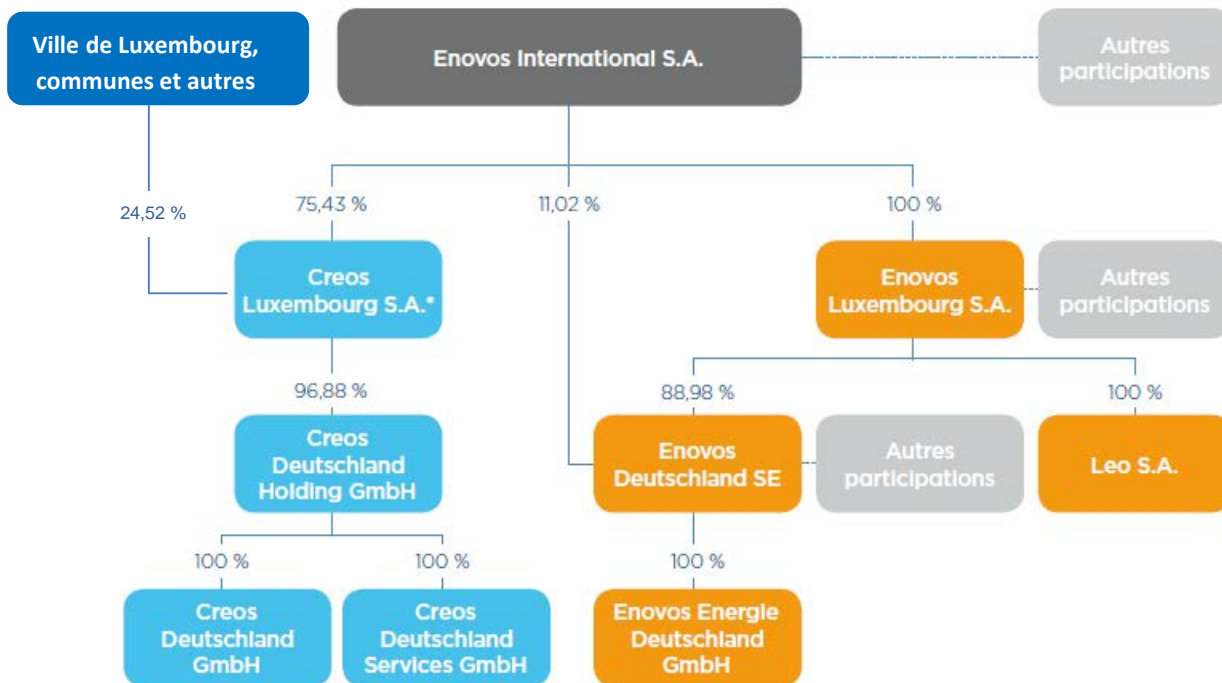 Ville de Luxembourg,
communes et autres
Enovos International S.A.
Autres
participations
24,52 %
75,43 %
11,02 %
100 %
Creos
Luxembourg S.A.*
Enovos
Luxembourg S.A.
Autres
participations
96,88 %
88,98 %
100 %
Creos
Deutschland
Holding GmbH
Enovos
Deutschland SE
Autres
participations
Leo S.A.
100 %
100 %
100 %
Creos
Deutschland
GmbH
Creos
Deutschland
Services GmbH
Enovos Energie
Deutschland
GmbH